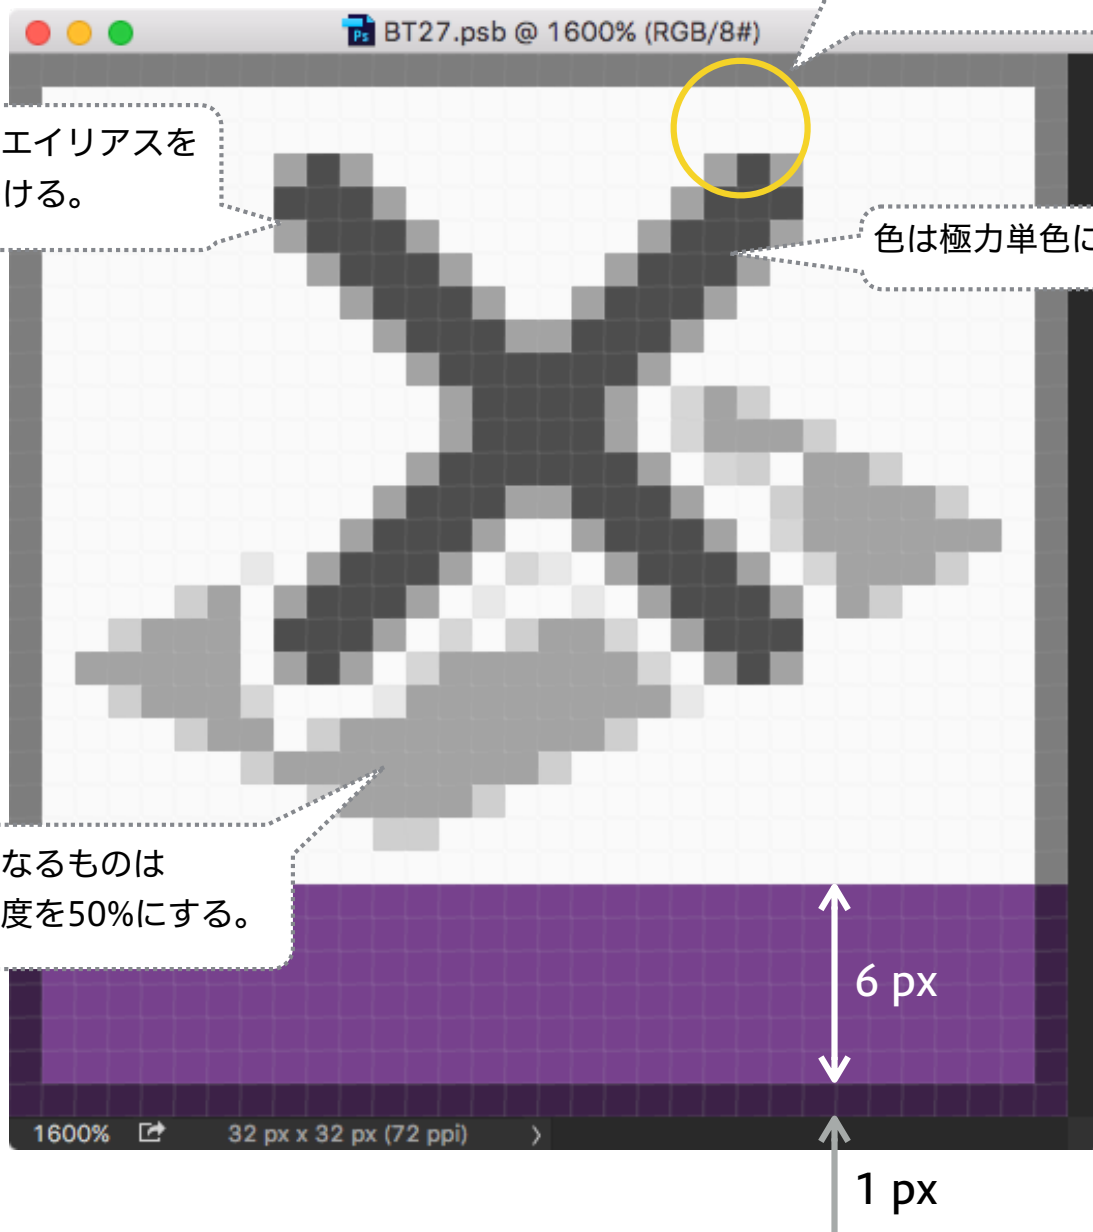 BT27.psb @ 1600% (RGB/8#)
エイリアスを
ける。
色は極力単色に
なるものは
度を50%にする。
6 px
1600%
32 px x 32 px (72 ppi)
1 px